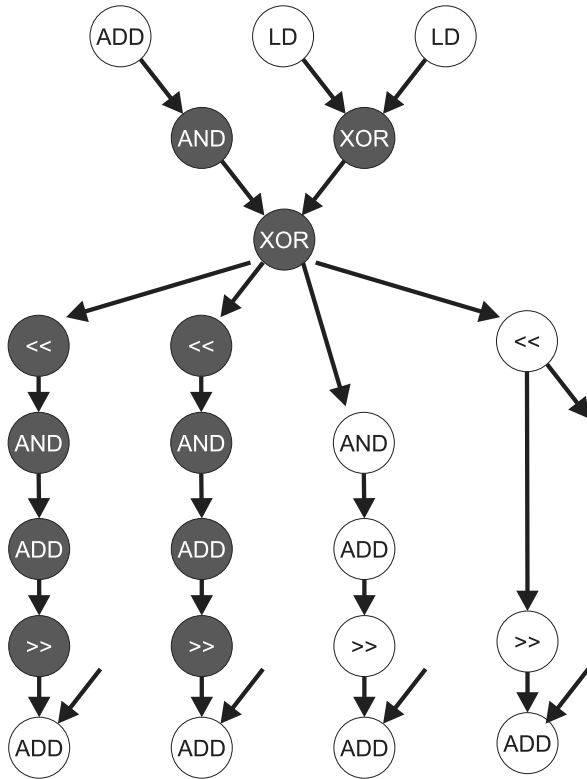 ADD LD LD
AND XOR
XOR
<< << <<
AND AND AND
ADD ADD ADD
>> >> >> >>
ADD ADD ADD ADD